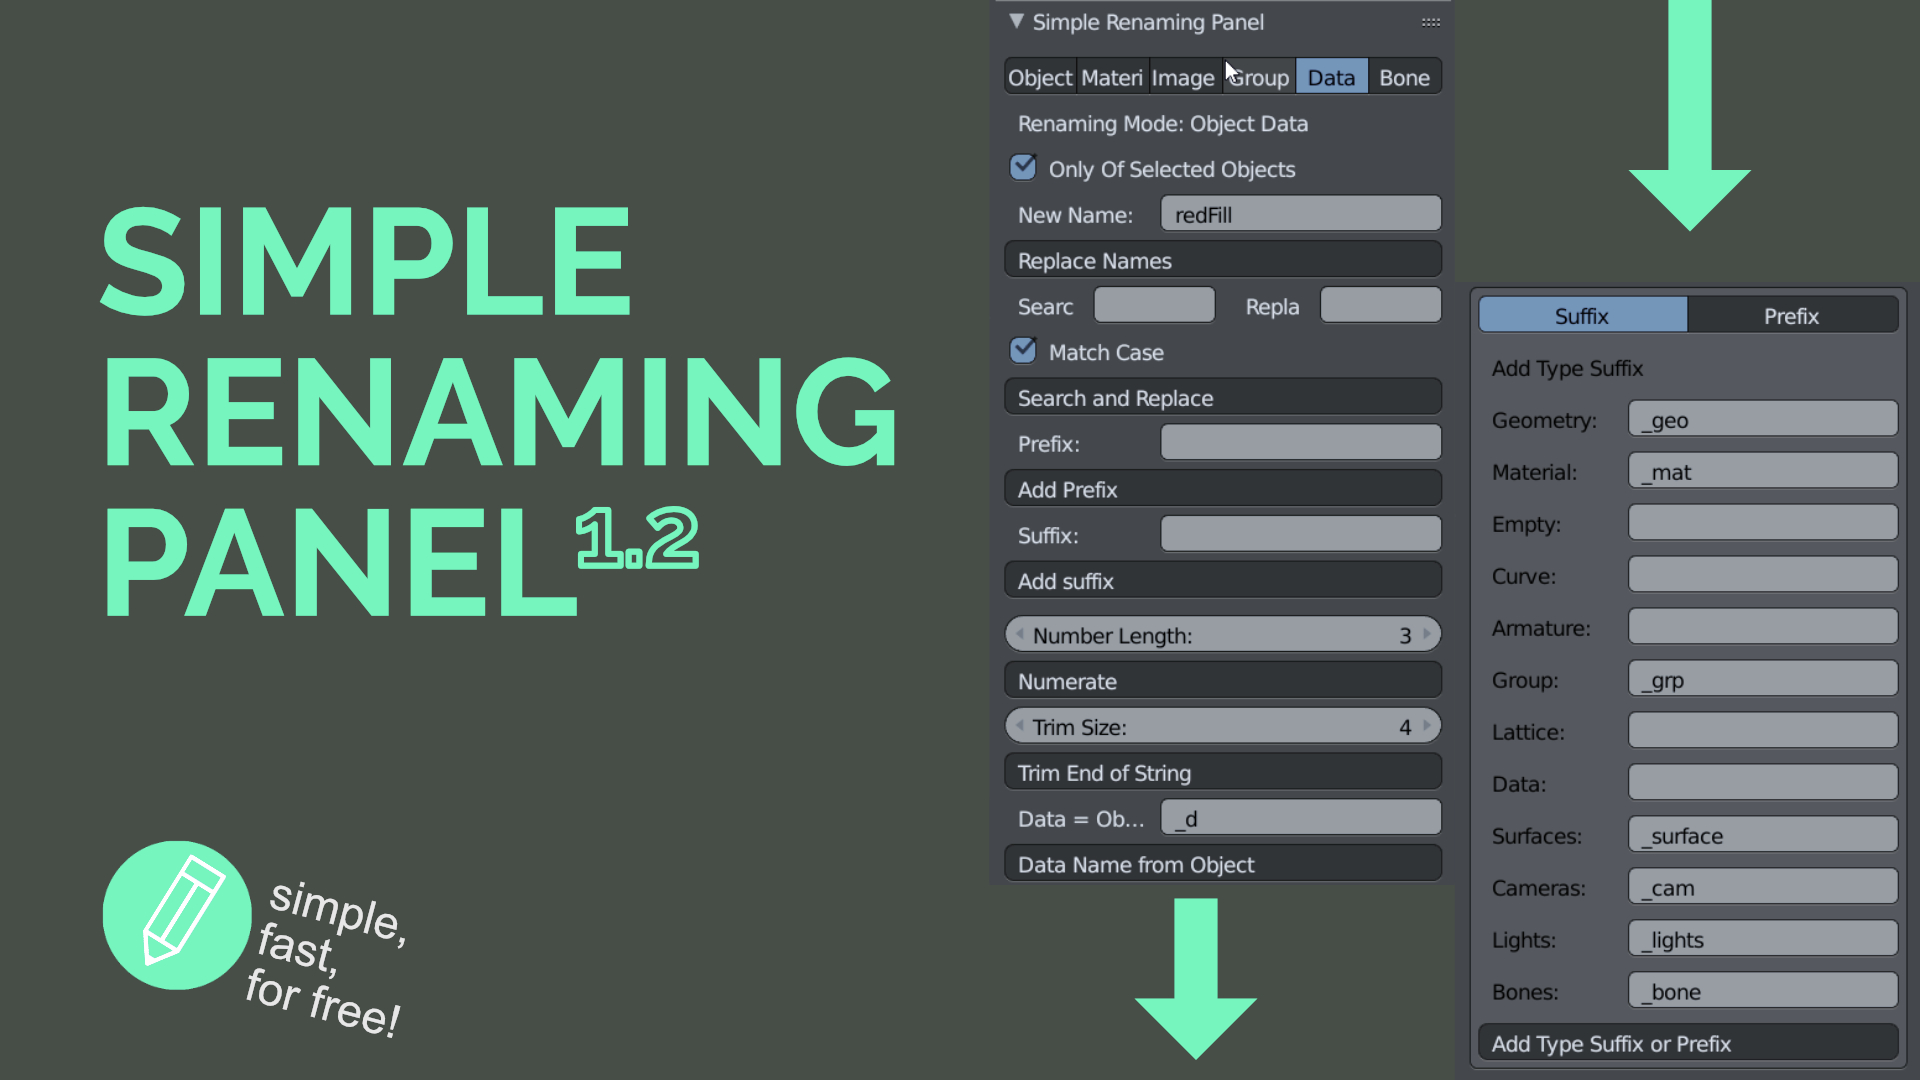 SIMPLE
RENAMING
PANEL 1.2
simple,
fast,
for free!
Simple Renaming Panel
Object Materi Image Group Data Bone
Renaming Mode: Object Data
Only Of Selected Objects
New Name: redFill
Replace Names
Searc Repla
Match Case
Search and Replace
Prefix:
Add Prefix
Suffix:
Add suffix
Number Length: 3
Numerate
Trim Size: 4
Trim End of String
Data = Ob... _d
Data Name from Object
Suffix Prefix
Add Type Suffix
Geometry: _geo
Material: _mat
Empty:
Curve:
Armature:
Group: _grp
Lattice:
Data:
Surfaces: _surface
Cameras: _cam
Lights: _lights
Bones: _bone
Add Type Suffix or Prefix